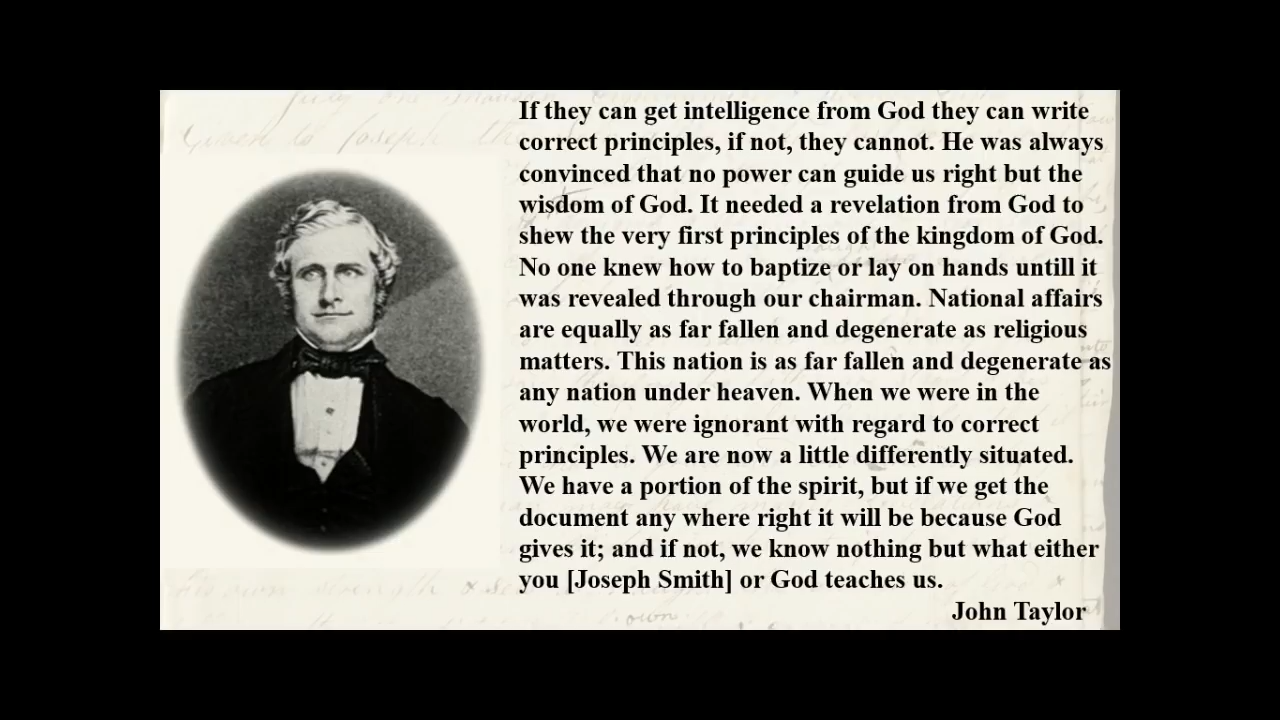 If they can get intelligence from God they can write
correct principles, if not, they cannot. He was always
convinced that no power can guide us right but the
wisdom of God. It needed a revelation from God to
shew the very first principles of the kingdom of God.
No one knew how to baptize or lay on hands untill it
was revealed through our chairman. National affairs
are equally as far fallen and degenerate as religious
matters. This nation is as far fallen and degenerate as
any nation under heaven. When we were in the
world, we were ignorant with regard to correct
principles. We are now a little differently situated.
We have a portion of the spirit, but if we get the
document any where right it will be because God
gives it; and if not, we know nothing but what either
you [Joseph Smith] or God teaches us.
John Taylor